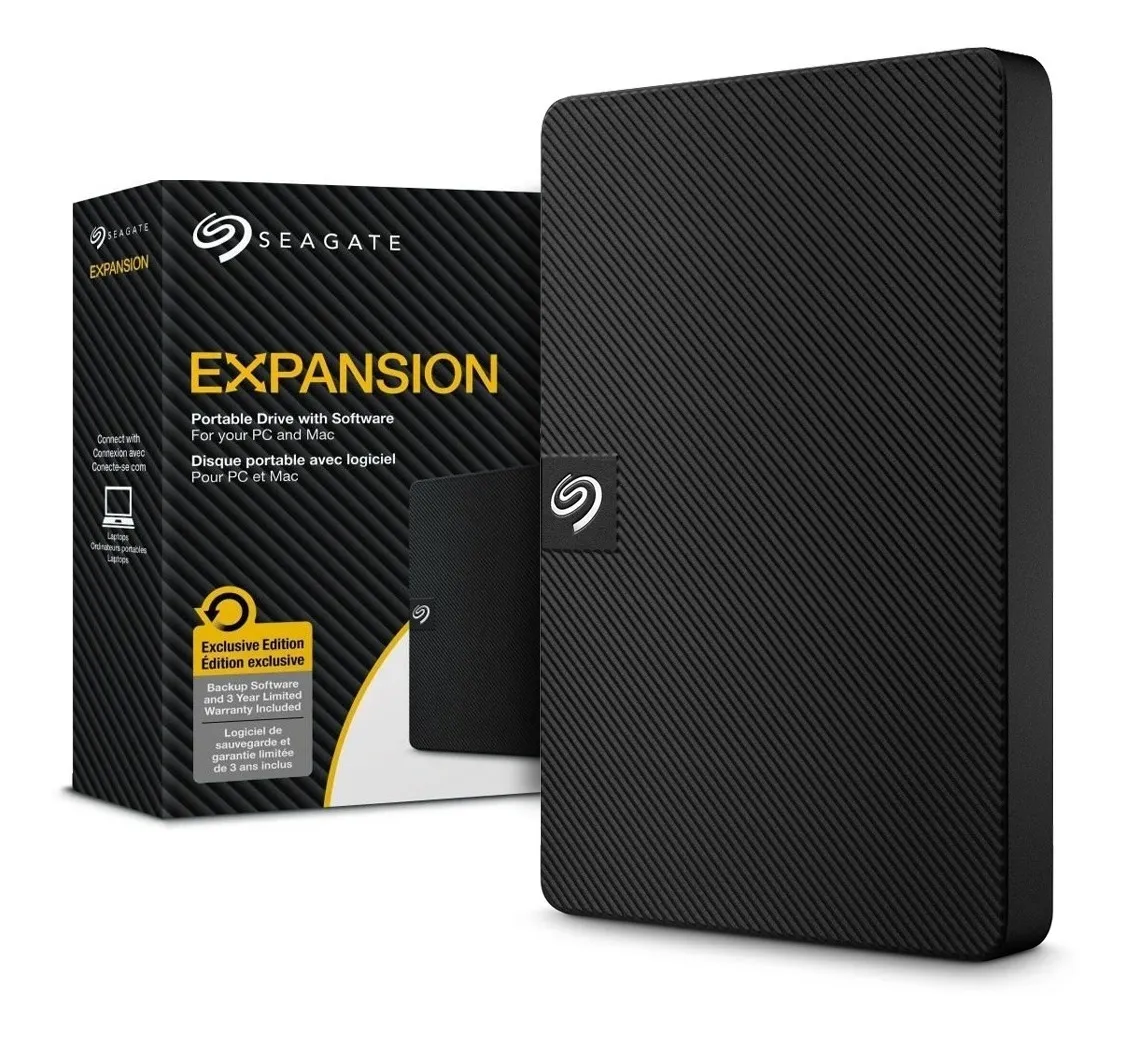 SEAGATE
EXPANSION
Connect with
Connexion avec
Conecte-se com
Laptops
Ordinateurs portables
Laptops
SEAGATE
EXPANSION
Portable Drive with Software
For your PC and Mac
Disque portable avec logiciel
Pour PC et Mac
Exclusive Edition
Édition exclusive
Backup Software
and 3 Year Limited
Warranty Included
Logiciel de
sauvegarde et
garantie limitée
de 3 ans inclus